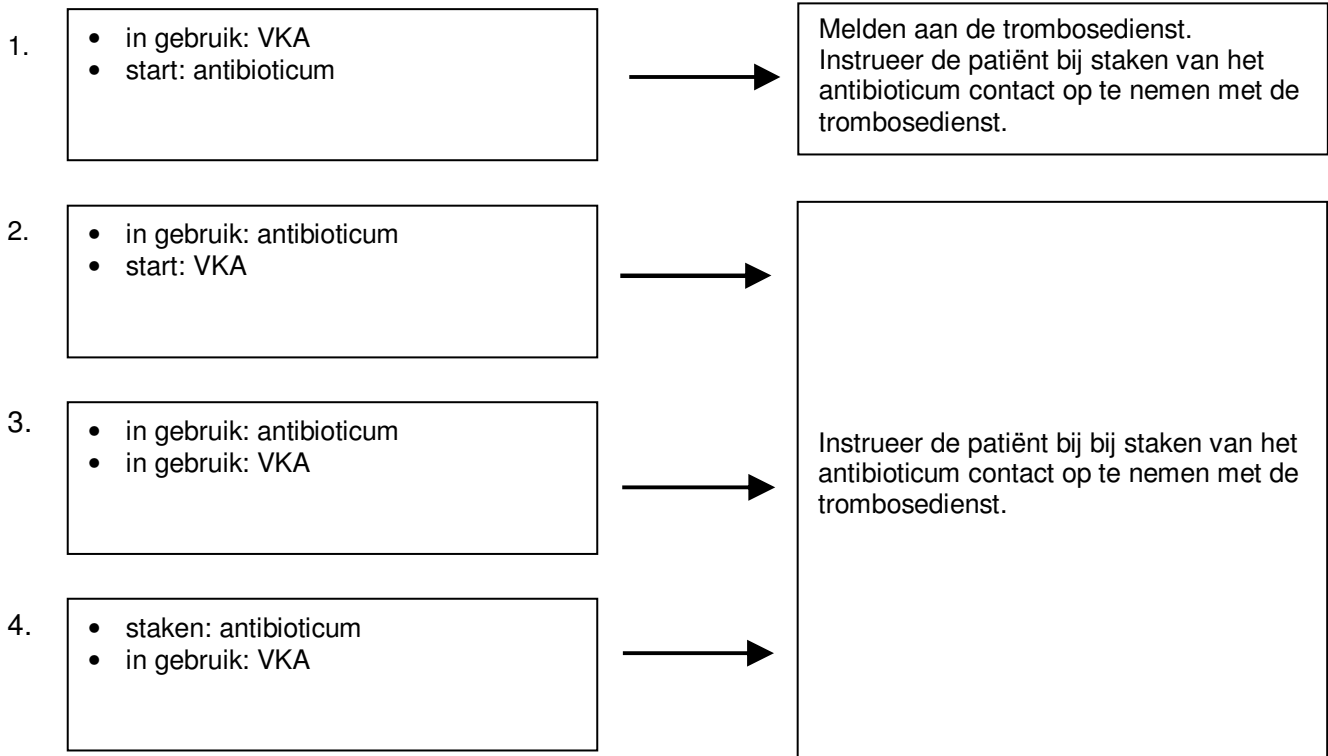 1.
• in gebruik: VKA
• start: antibioticum
Melden aan de trombosedienst.
Instrueer de patiënt bij staken van het
antibioticum contact op te nemen met de
trombosedienst.
2.
• in gebruik: antibioticum
• start: VKA
3.
• in gebruik: antibioticum
• in gebruik: VKA
Instrueer de patiënt bij bij staken van het
antibioticum contact op te nemen met de
trombosedienst.
4.
• staken: antibioticum
• in gebruik: VKA